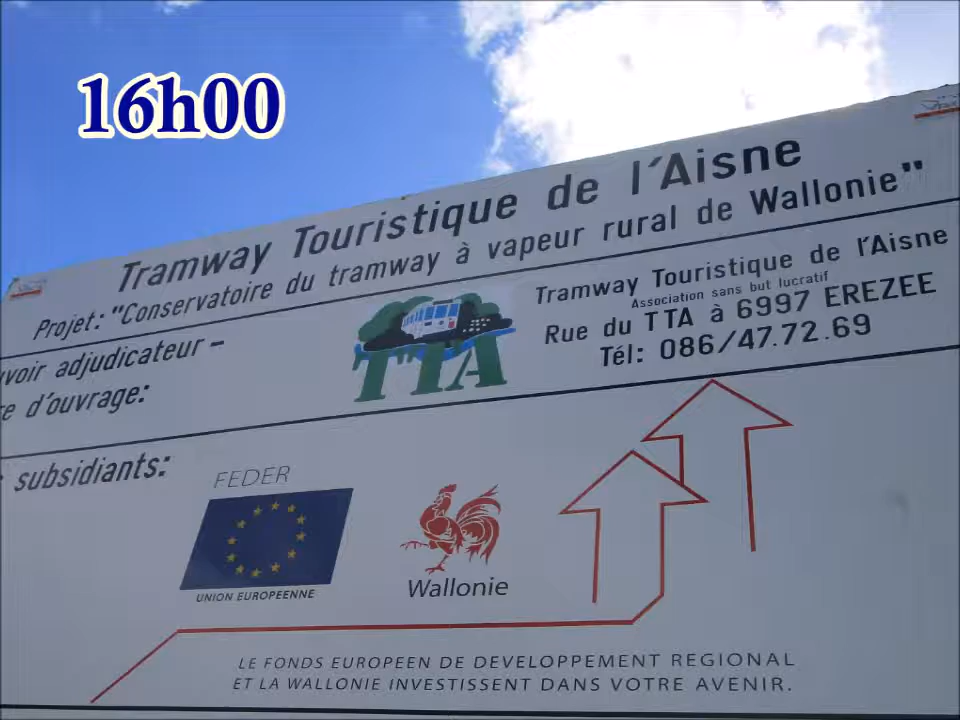 16h00
Tramway Touristique de l'Aisne
Projet: "Conservatoire du tramway à vapeur rural de Wallonie"
adjudicateur -
d'ouvrage:
TTA
Tramway Touristique de l'Aisne
Association sans but lucratif
Rue du TTA à 6997 EREZEE
Tél: 086/47.72.69
subsidiants:
FEDER
UNION EUROPEENNE
Wallonie
LE FONDS EUROPEEN DE DEVELOPPEMENT REGIONAL
ET LA WALLONIE INVESTISSENT DANS VOTRE AVENIR.